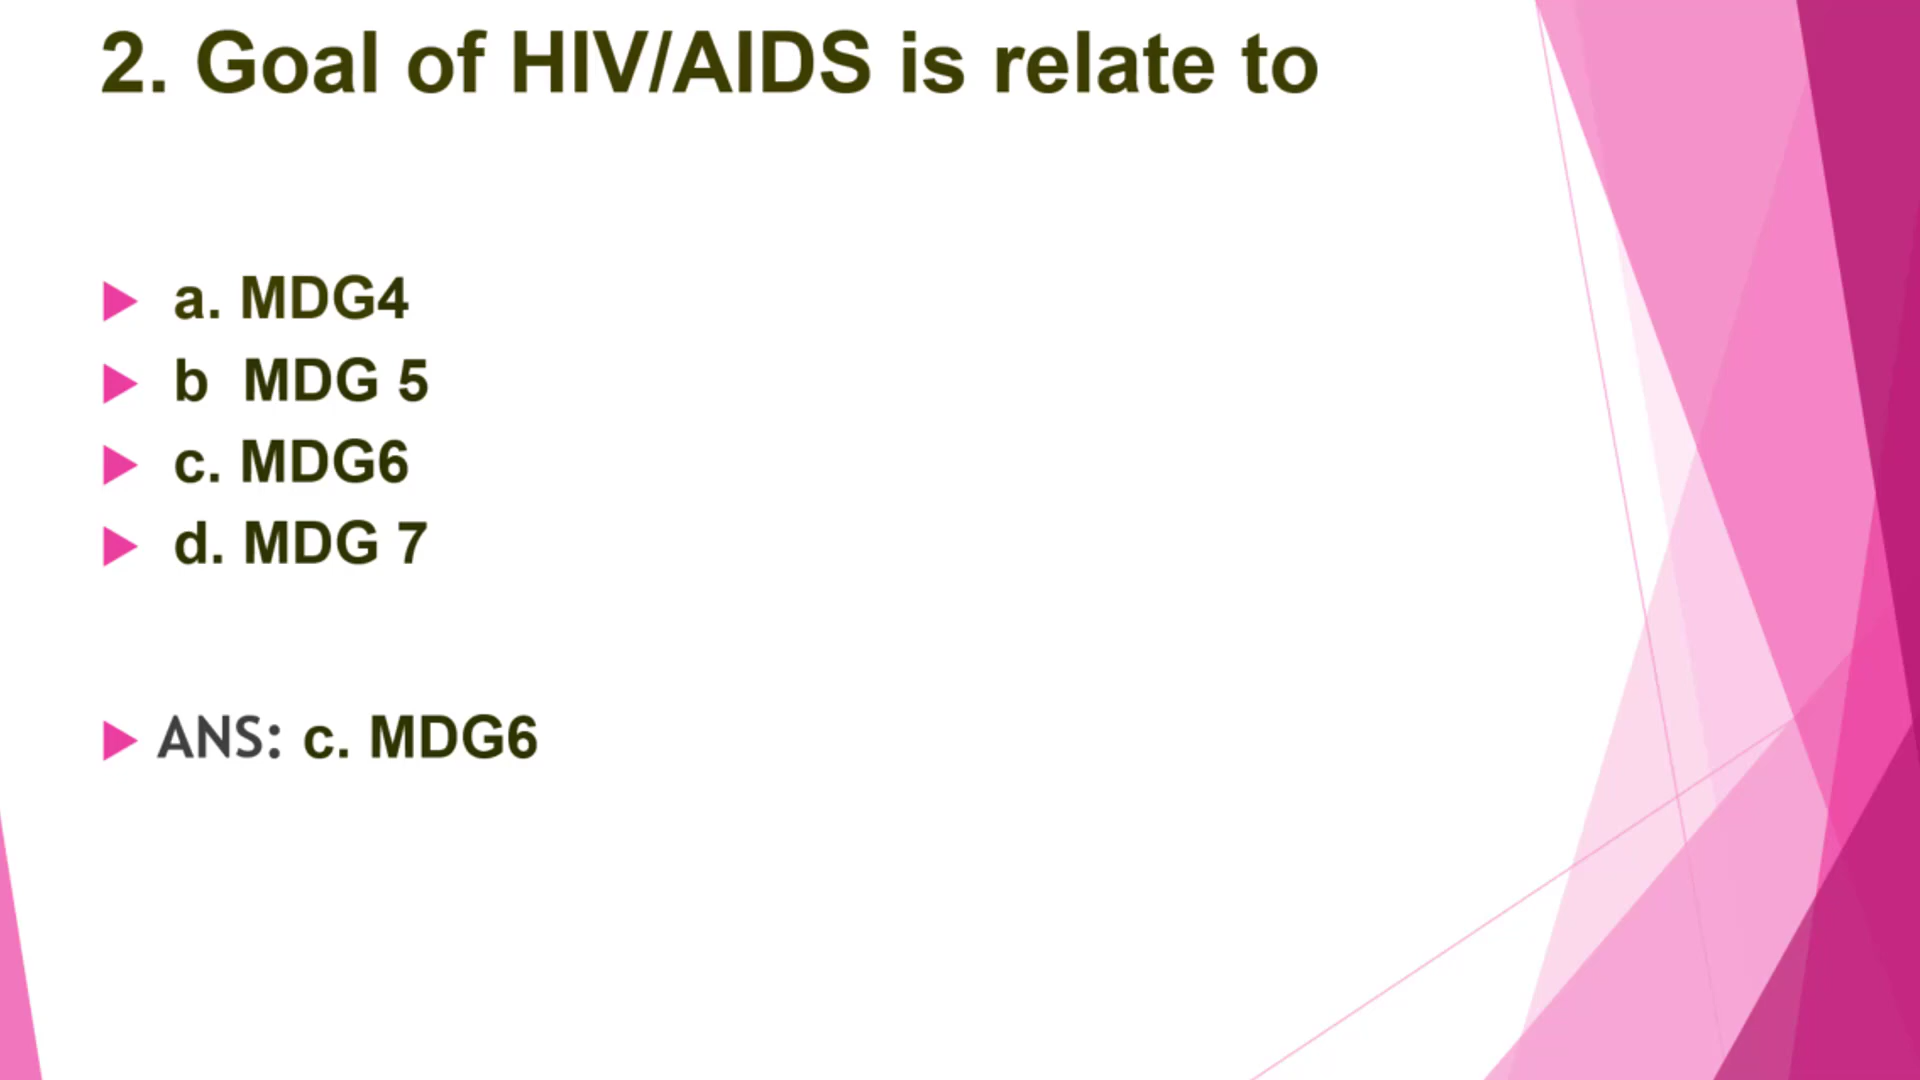 2. Goal of HIV/AIDS is relate to
a. MDG4
b MDG 5
c. MDG6
d. MDG 7
ANS: c. MDG6